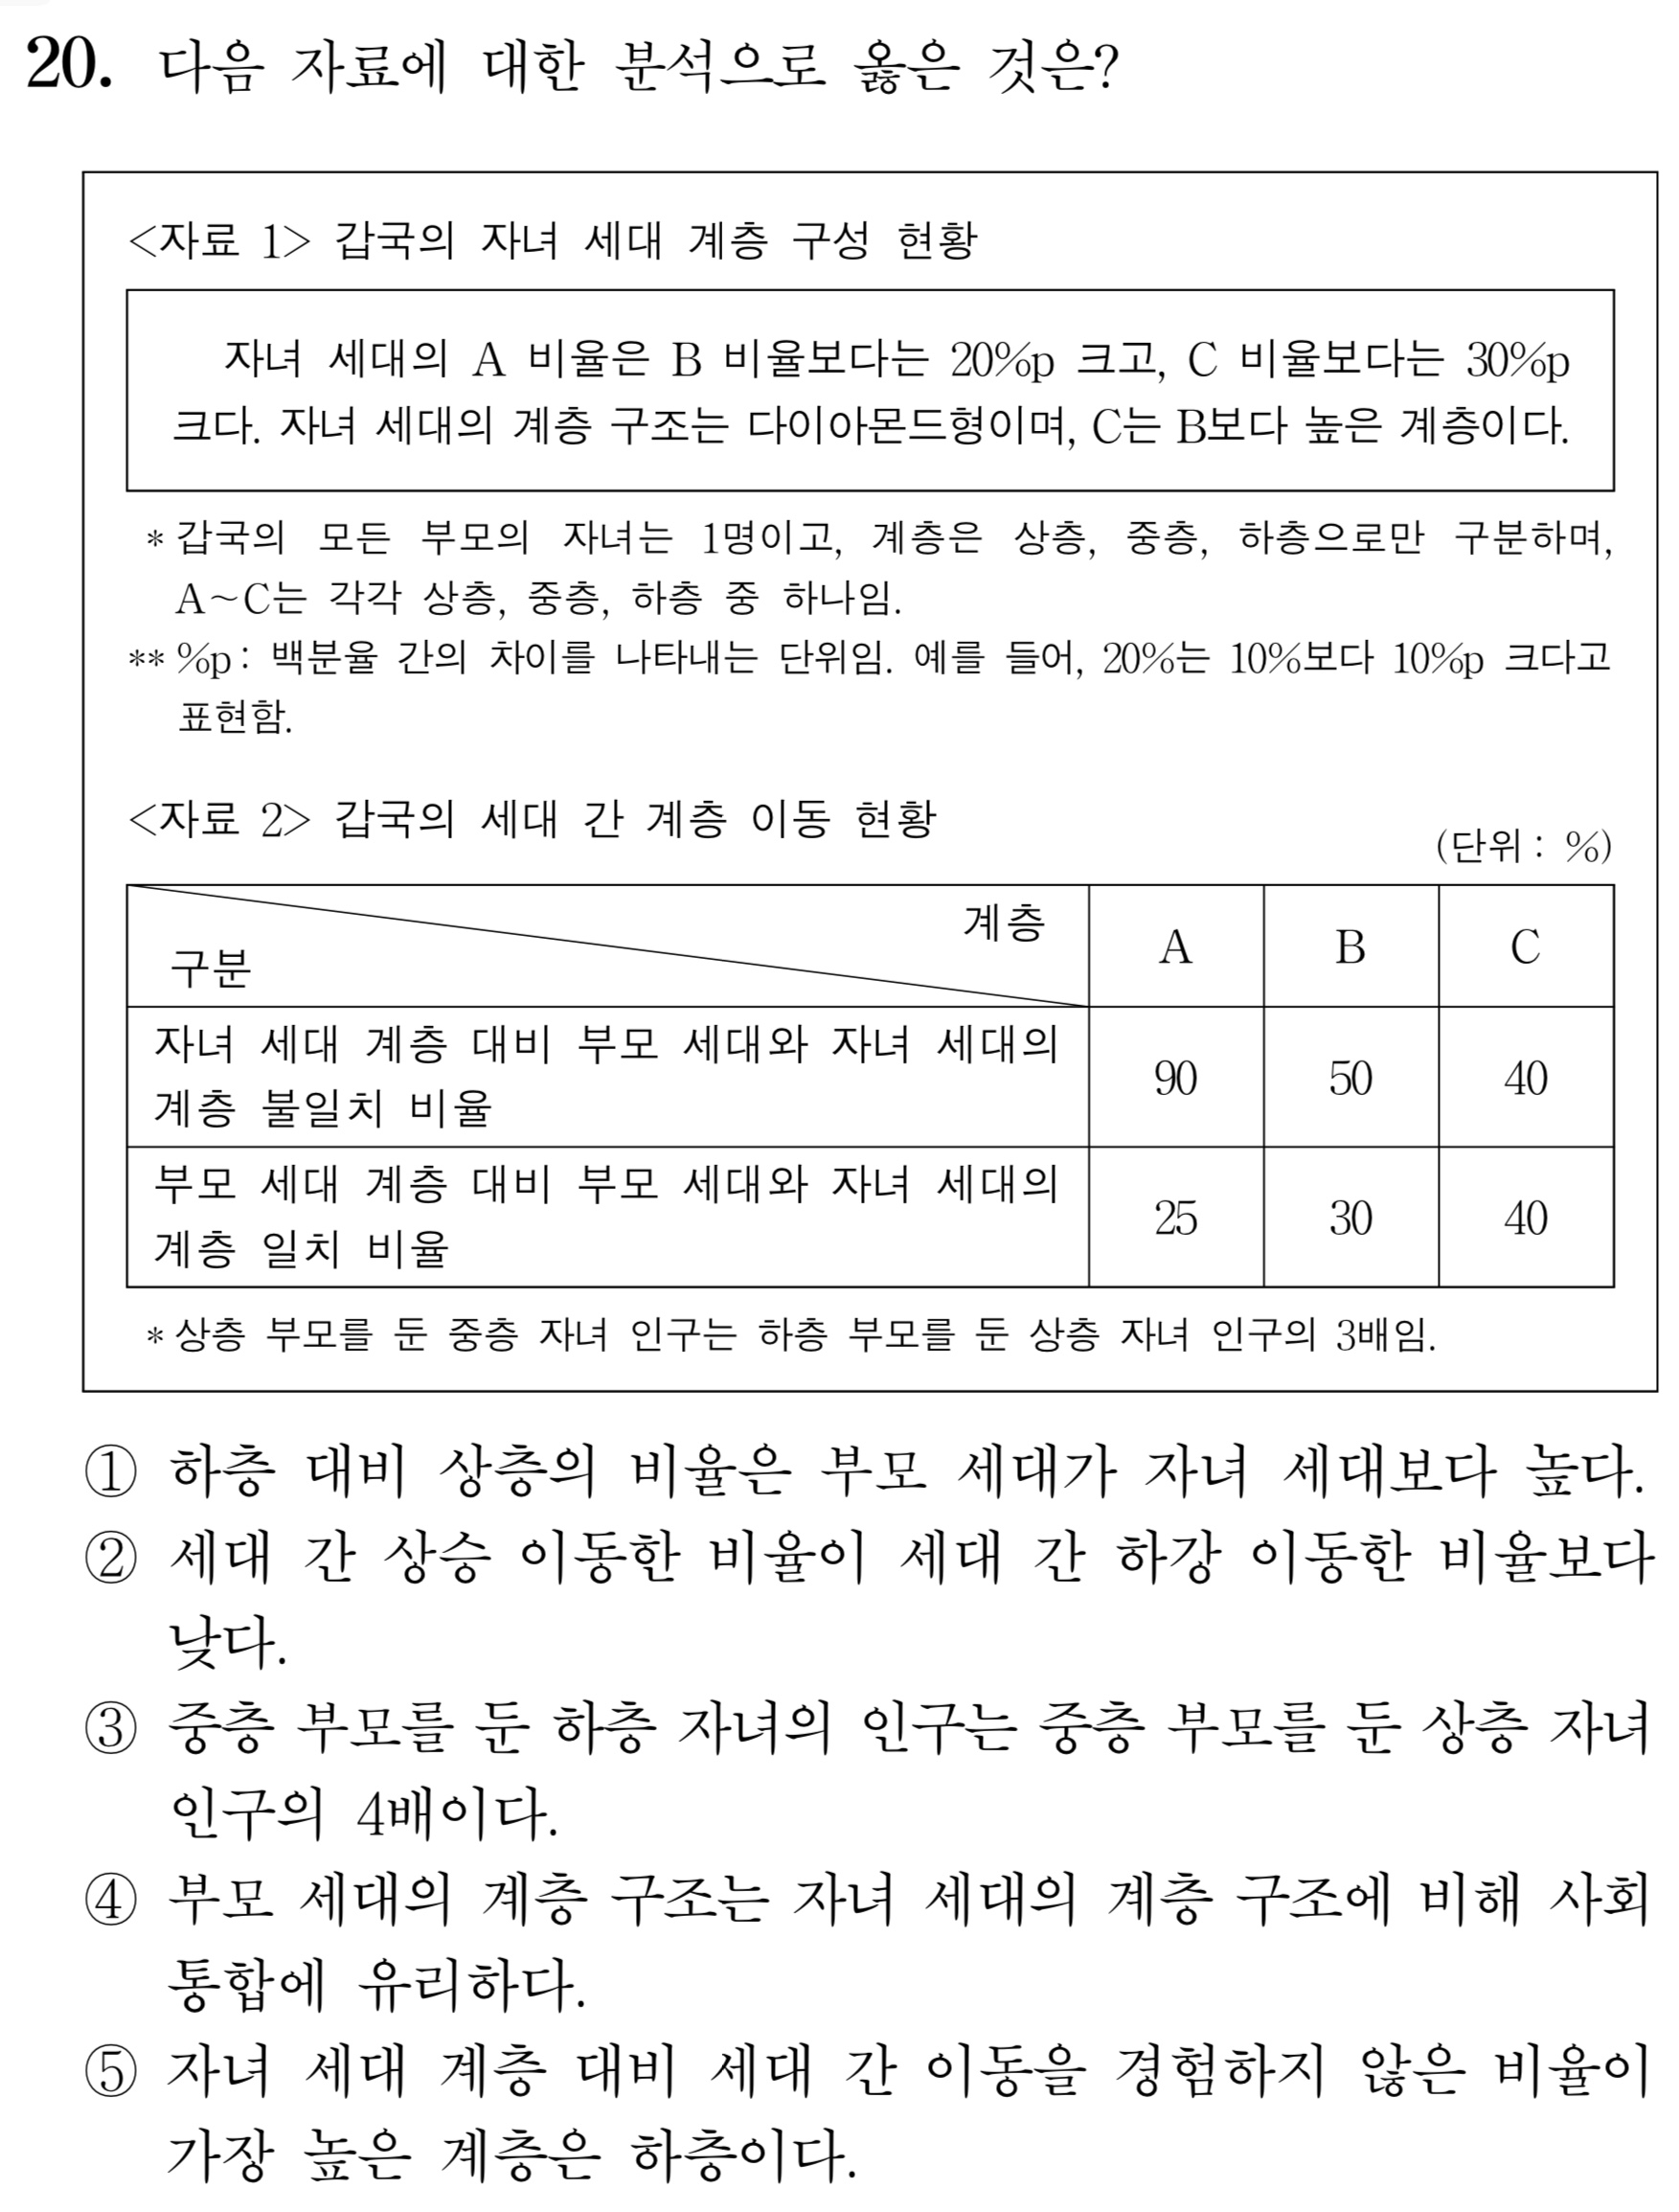 20. 다음 자료에 대한 분석으로 옳은 것은?
<자료 1> 갑국의 자녀 세대 계층 구성 현황
자녀 세대의 A 비율은 B 비율보다는 20%p 크고, C 비율보다는 30%p
크다. 자녀 세대의 계층 구조는 다이아몬드형이며, C는 B보다 높은 계층이다.
* 갑국의 모든 부모의 자녀는 1명이고, 계층은 상층, 중층, 하층으로만 구분하며,
A~C는 각각 상층, 중층, 하층 중 하나임.
** %p : 백분율 간의 차이를 나타내는 단위임. 예를 들어, 20%는 10%보다 10%p 크다고
표현함.
<자료 2> 갑국의 세대 간 계층 이동 현황
(단위 : %)
계층
구분
A B C
자녀 세대 계층 대비 부모 세대와 자녀 세대의
계층 불일치 비율
90 50 40
부모 세대 계층 대비 부모 세대와 자녀 세대의
계층 일치 비율
25 30 40
* 상층 부모를 둔 중층 자녀 인구는 하층 부모를 둔 상층 자녀 인구의 3배임.
① 하층 대비 상층의 비율은 부모 세대가 자녀 세대보다 높다.
② 세대 간 상승 이동한 비율이 세대 간 하강 이동한 비율보다
낮다.
③ 중층 부모를 둔 하층 자녀의 인구는 중층 부모를 둔 상층 자녀
인구의 4배이다.
④ 부모 세대의 계층 구조는 자녀 세대의 계층 구조에 비해 사회
통합에 유리하다.
⑤ 자녀 세대 계층 대비 세대 간 이동을 경험하지 않은 비율이
가장 높은 계층은 하층이다.